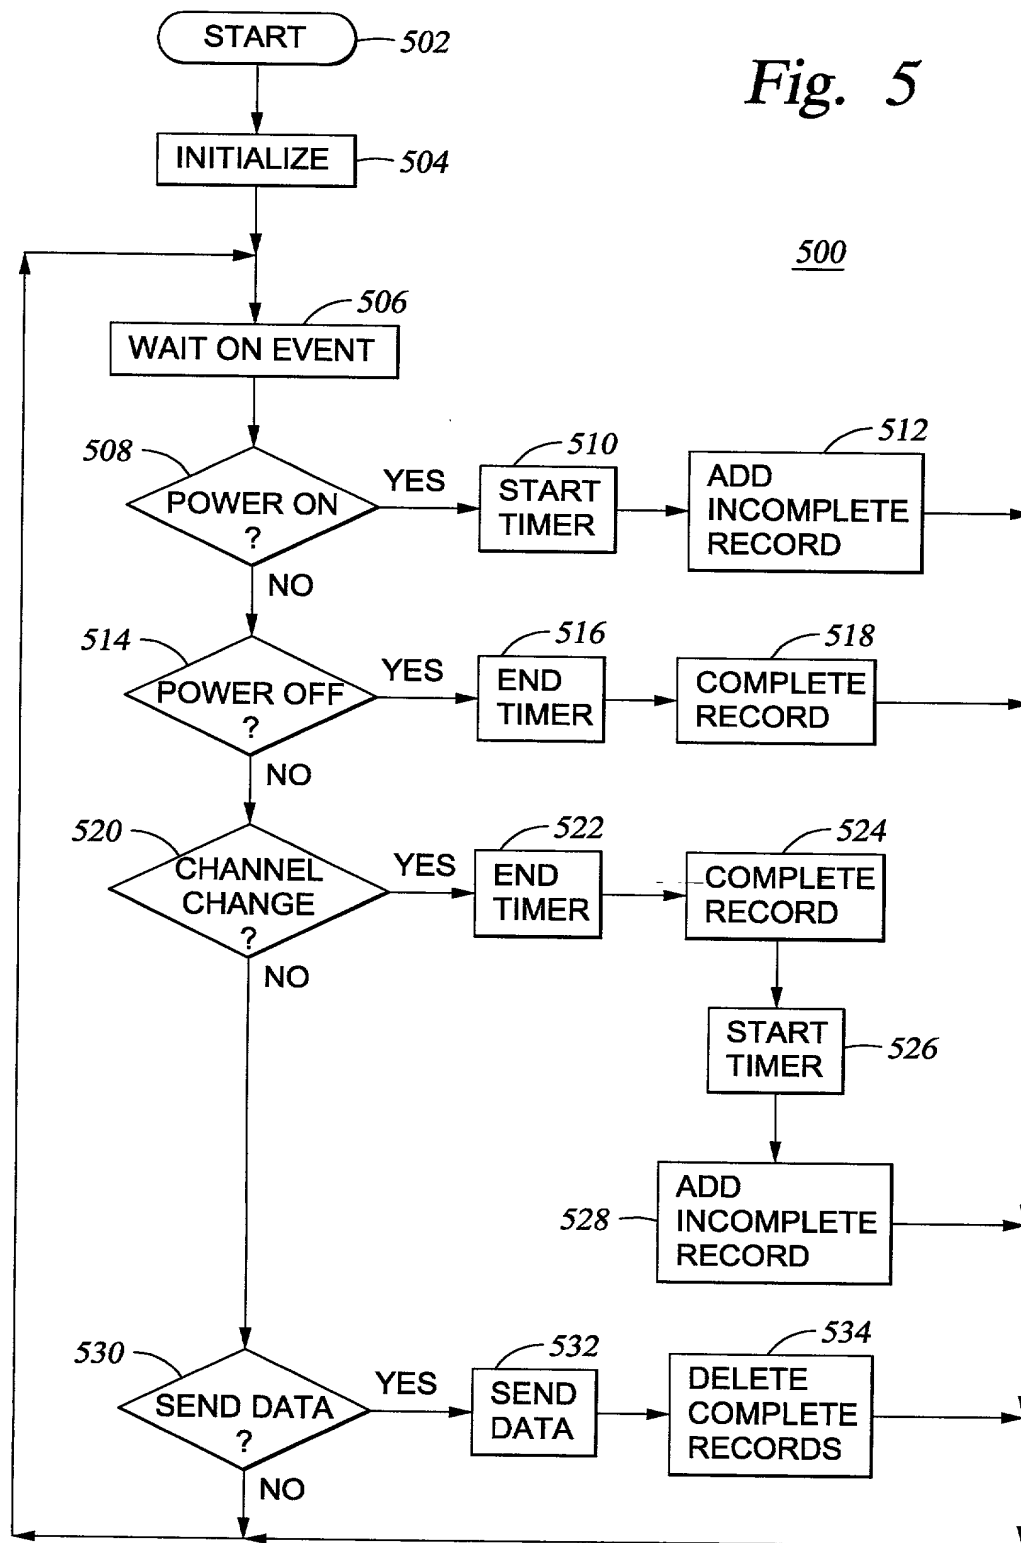 START
502
Fig. 5
INITIALIZE
504
500
506
WAIT ON EVENT
508
POWER ON
?
YES
510
START
TIMER
512
ADD
INCOMPLETE
RECORD
NO
514
POWER OFF
?
YES
516
END
TIMER
518
COMPLETE
RECORD
NO
520
CHANNEL
CHANGE
?
YES
522
END
TIMER
524
COMPLETE
RECORD
NO
START
TIMER
526
528
ADD
INCOMPLETE
RECORD
530
SEND DATA
?
YES
532
SEND
DATA
534
DELETE
COMPLETE
RECORDS
NO